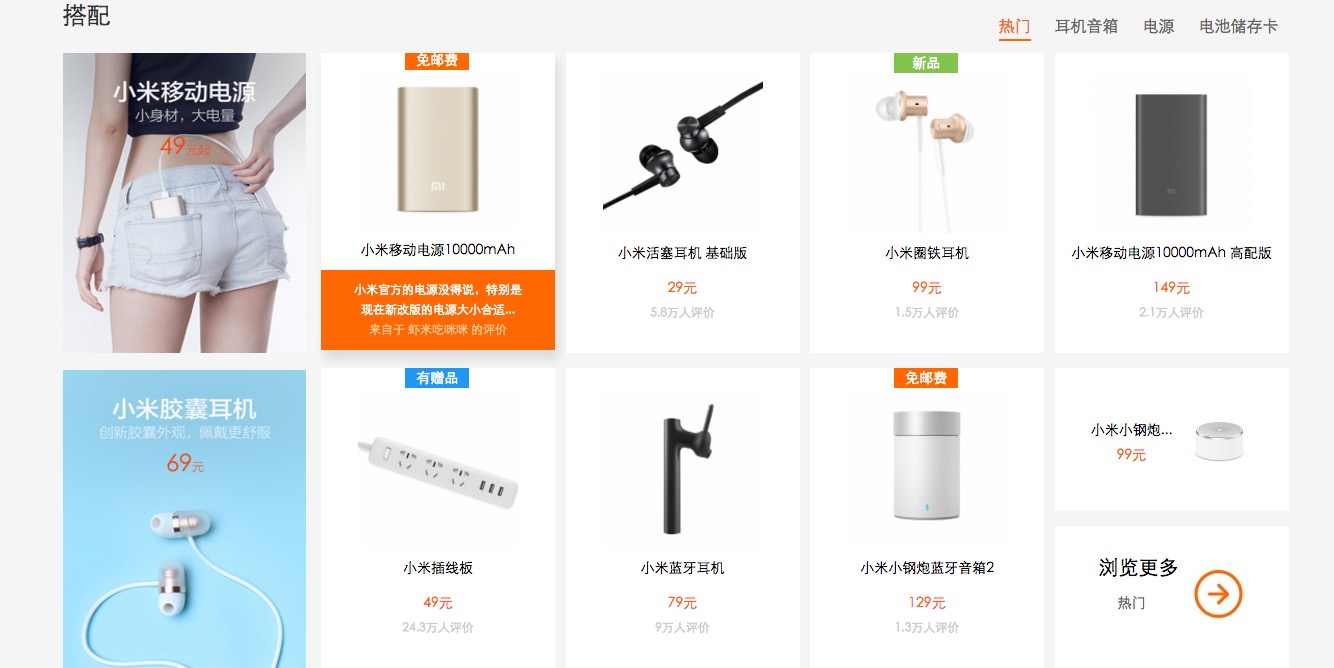 搭配
热门
耳机音箱
电源
电池储存卡
小米移动电源
小身材，大电量
49元起
免邮费
小米移动电源10000mAh
小米官方的电源没得说，特别是
现在新改版的电源大小合适...
来自于 虾米吃咪咪 的评价
小米活塞耳机 基础版
29元
5.8万人评价
新品
小米圈铁耳机
99元
1.5万人评价
小米移动电源10000mAh 高配版
149元
2.1万人评价
小米胶囊耳机
创新胶囊外观，佩戴更舒服
69元
有赠品
小米插线板
49元
24.3万人评价
小米蓝牙耳机
79元
9万人评价
免邮费
小米小钢炮蓝牙音箱2
129元
1.3万人评价
小米小钢炮...
99元
浏览更多
热门